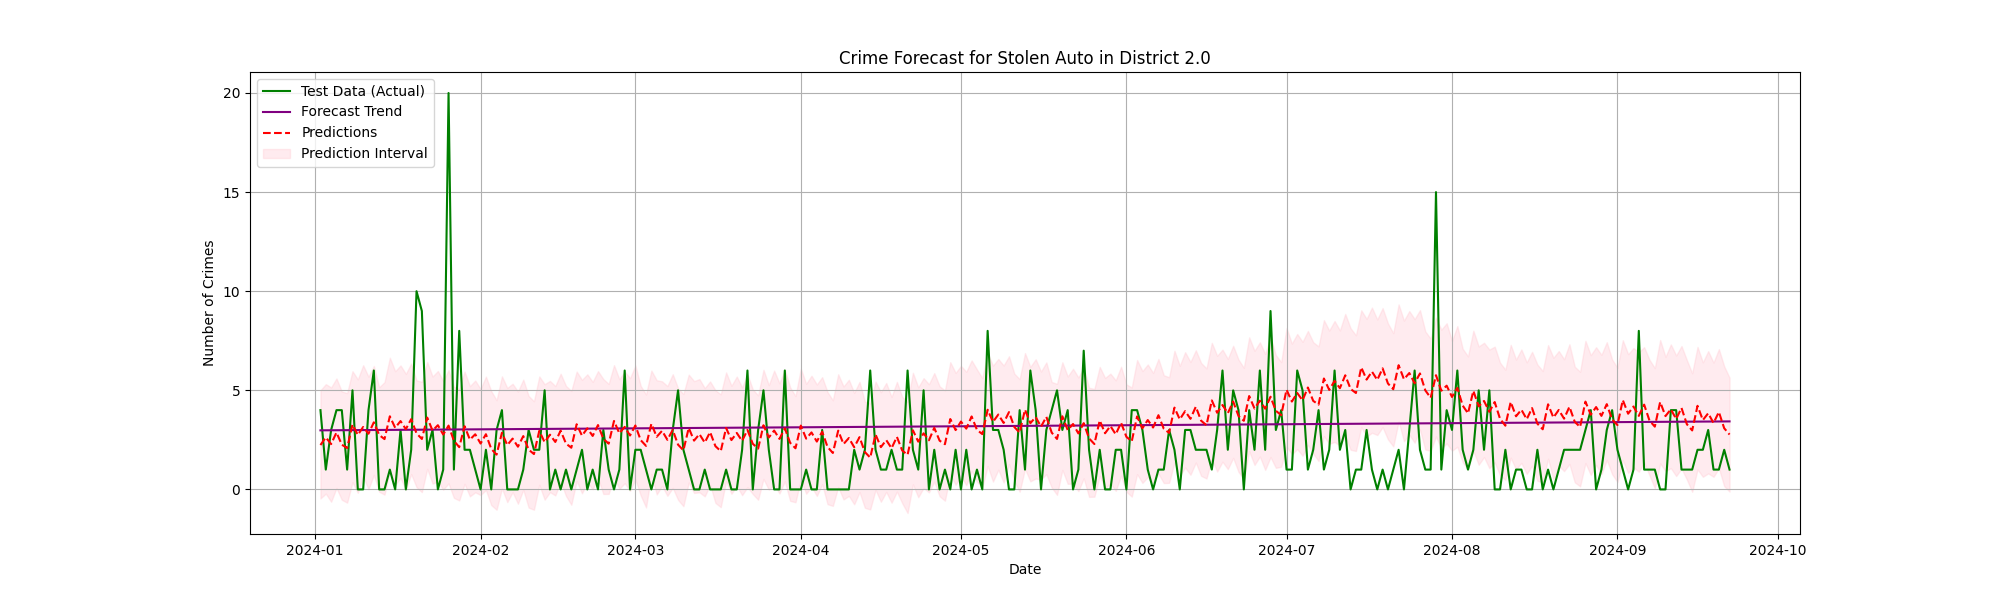 Crime Forecast for Stolen Auto in District 2.0
Test Data (Actual)
Forecast Trend
Predictions
Prediction Interval
Number of Crimes
20
15
10
5
0
2024-01
2024-02
2024-03
2024-04
2024-05
2024-06
2024-07
2024-08
2024-09
2024-10
Date